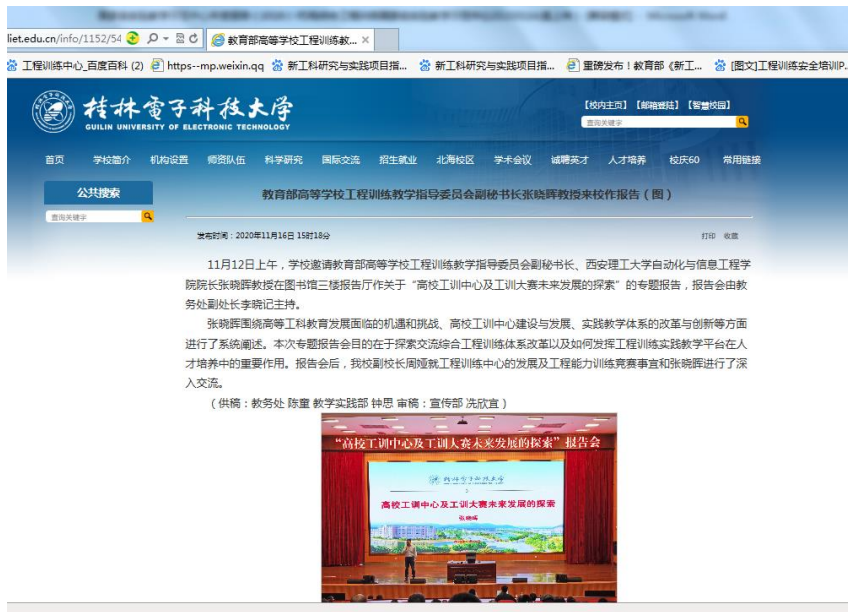 liet.edu.cn/info/1152/54
教育部高等学校工程训练教...
工程训练中心_百度百科 (2) https--mp.weixin.qq 新工科研究与实践项目指... 新工科研究与实践项目指... 重磅发布！教育部《新工... [图文]工程训练安全培训P..
桂林电子科技大学
GUILIN UNIVERSITY OF ELECTRONIC TECHNOLOGY
【校内主页】【邮箱登陆】【智慧校园】
查询关键字
首页 学校简介 机构设置 师资队伍 科学研究 国际交流 招生就业 北海校区 学术会议 诚聘英才 人才培养 校庆60 常用链接
公共搜索
查询关键字
教育部高等学校工程训练教学指导委员会副秘书长张晓晖教授来校作报告（图）
发布时间：2020年11月16日 15时18分
打印 收藏
11月12日上午，学校邀请教育部高等学校工程训练教学指导委员会副秘书长、西安理工大学自动化与信息工程学
院院长张晓晖教授在图书馆三楼报告厅作关于“高校工训中心及工训大赛未来发展的探索”的专题报告，报告会由教
务处副处长李晓记主持。
张晓晖围绕高等工科教育发展面临的机遇和挑战、高校工训中心建设与发展、实践教学体系的改革与创新等方面
进行了系统阐述。本次专题报告会目的在于探索交流综合工程训练体系改革以及如何发挥工程训练实践教学平台在人
才培养中的重要作用。报告会后，我校副校长周娅就工程训练中心的发展及工程能力训练竞赛事宜和张晓晖进行了深
入交流。
（供稿：教务处 陈童 教学实践部 钟思 审稿：宣传部 冼欣宜）
“高校工训中心及工训大赛未来发展的探索”报告会
桂林电子科技大学
高校工训中心及工训大赛未来发展的探索
张晓晖